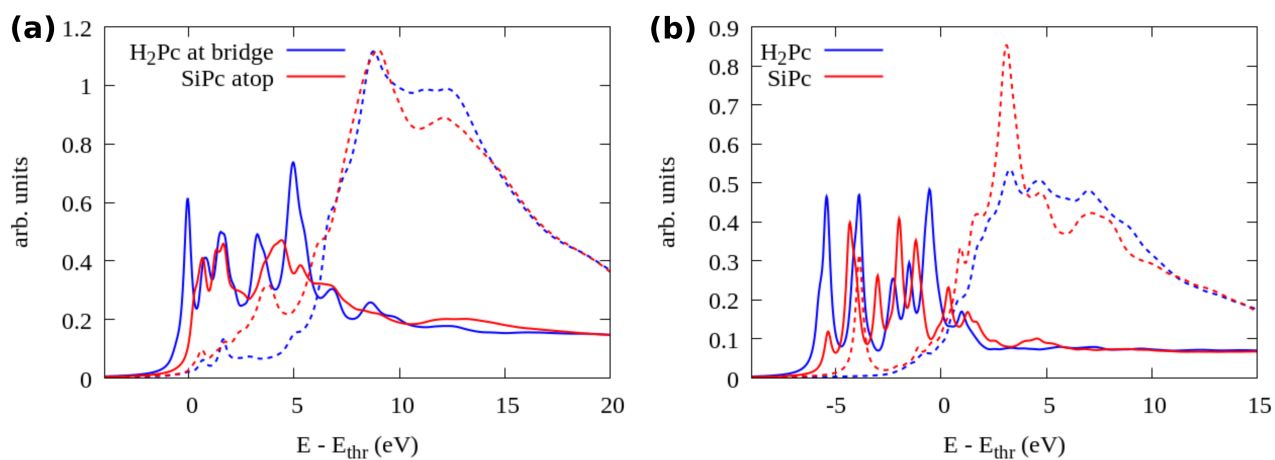 (a)
1.2
1
0.8
0.6
0.4
0.2
0
arb. units
H₂Pc at bridge
SiPc atop
0 5 10 15 20
E - Eₜₕᵣ (eV)
(b)
0.9
0.8
0.7
0.6
0.5
0.4
0.3
0.2
0.1
0
arb. units
H₂Pc
SiPc
-5 0 5 10 15
E - Eₜₕᵣ (eV)